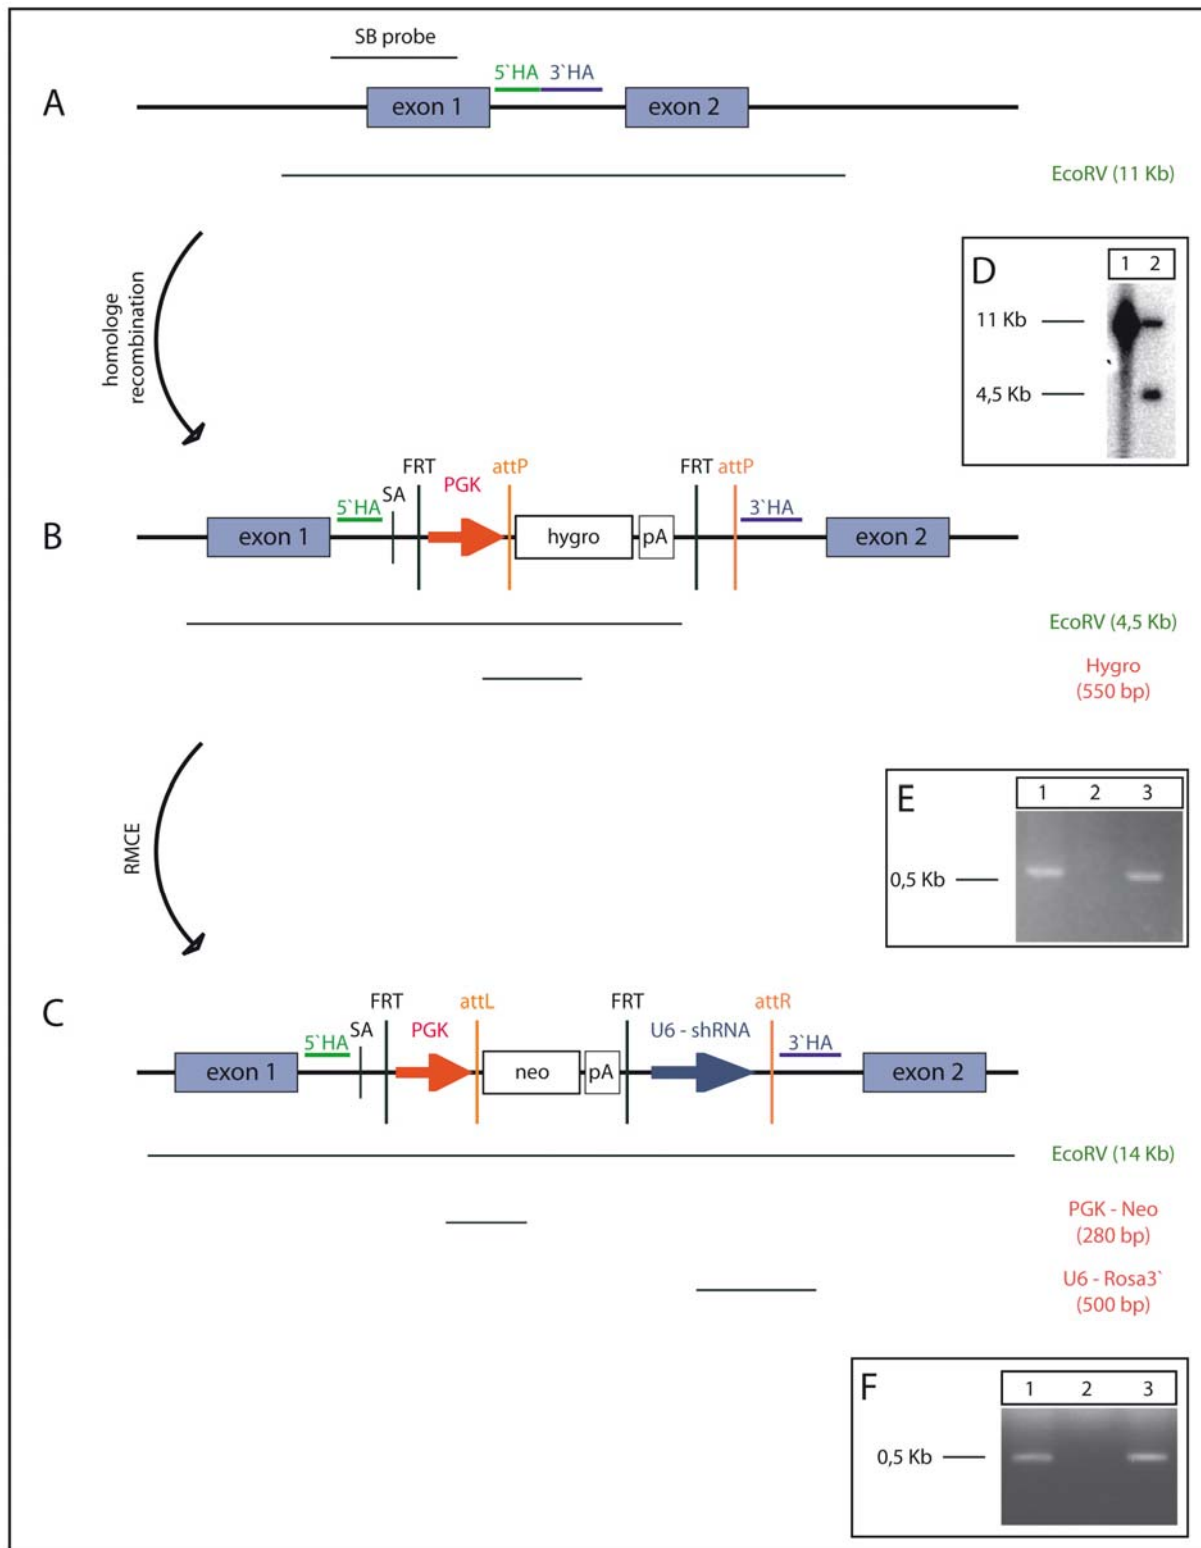 SB probe
A
5`HA 3`HA
exon 1
exon 2
EcoRV (11 Kb)
homologe
recombination
D
1 2
11 Kb
4,5 Kb
B
FRT
PGK
attP
FRT
attP
5`HA
SA
3`HA
exon 1
hygro
pA
exon 2
EcoRV (4,5 Kb)
Hygro
(550 bp)
RMCE
E
1 2 3
0,5 Kb
C
FRT
PGK
attL
FRT
U6 - shRNA
attR
5`HA
SA
3`HA
exon 1
neo
pA
exon 2
EcoRV (14 Kb)
PGK - Neo
(280 bp)
U6 - Rosa3`
(500 bp)
F
1 2 3
0,5 Kb